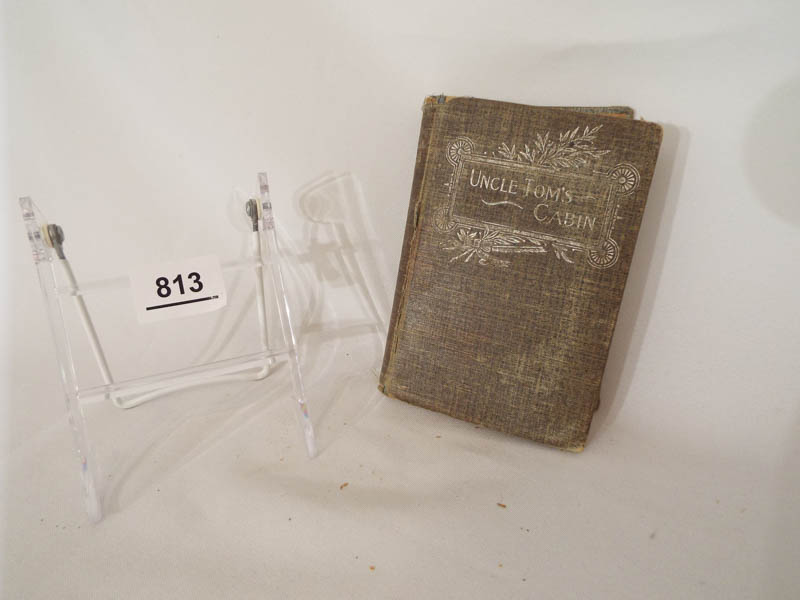 813
UNCLE TOM'S
CABIN